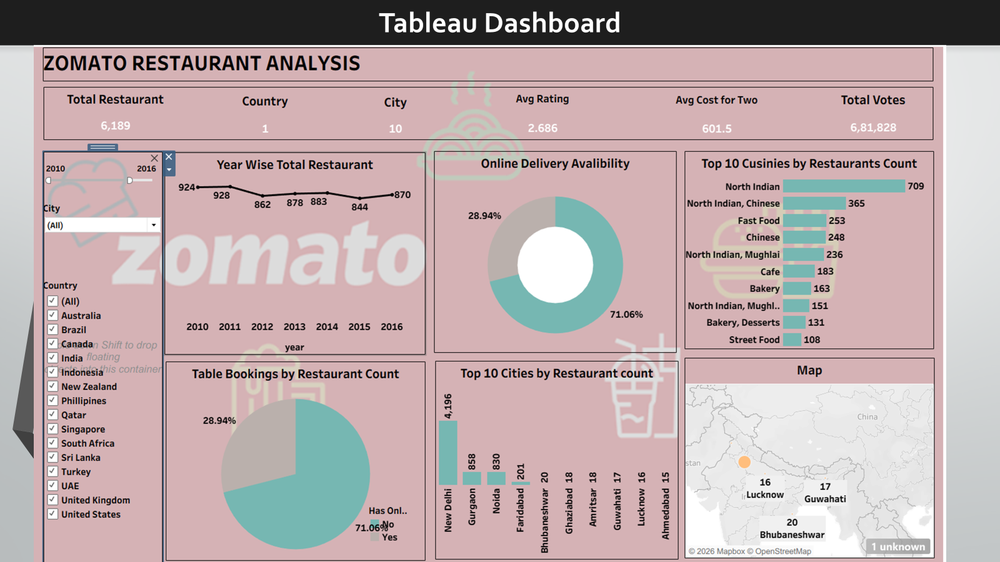 Tableau Dashboard
ZOMATO RESTAURANT ANALYSIS
Total Restaurant
6,189
Country
1
City
10
Avg Rating
2.686
Avg Cost for Two
601.5
Total Votes
6,81,828
2010 2016
City
(All)
Country
(All)
Australia
Brazil
Canada
India
Indonesia
New Zealand
Phillipines
Qatar
Singapore
South Africa
Sri Lanka
Turkey
UAE
United Kingdom
United States
Shift to drop
floating
into this container
zomato
Year Wise Total Restaurant
924
928
862
878
883
844
870
2010 2011 2012 2013 2014 2015 2016
year
Online Delivery Avalibility
28.94%
71.06%
Top 10 Cusinies by Restaurants Count
North Indian 709
North Indian, Chinese 365
Fast Food 253
Chinese 248
North Indian, Mughlai 236
Cafe 183
Bakery 163
North Indian, Mughl.. 151
Bakery, Desserts 131
Street Food 108
Table Bookings by Restaurant Count
28.94%
71.06%
Has Onl..
No
Yes
Top 10 Cities by Restaurant count
4,196
858
830
201
20
18
18
17
16
15
New Delhi
Gurgaon
Noida
Faridabad
Bhubaneshwar
Ghaziabad
Amritsar
Guwahati
Lucknow
Ahmedabad
Map
China
stan
16
Lucknow
17
Guwahati
20
Bhubaneshwar
© 2026 Mapbox © OpenStreetMap
1 unknown